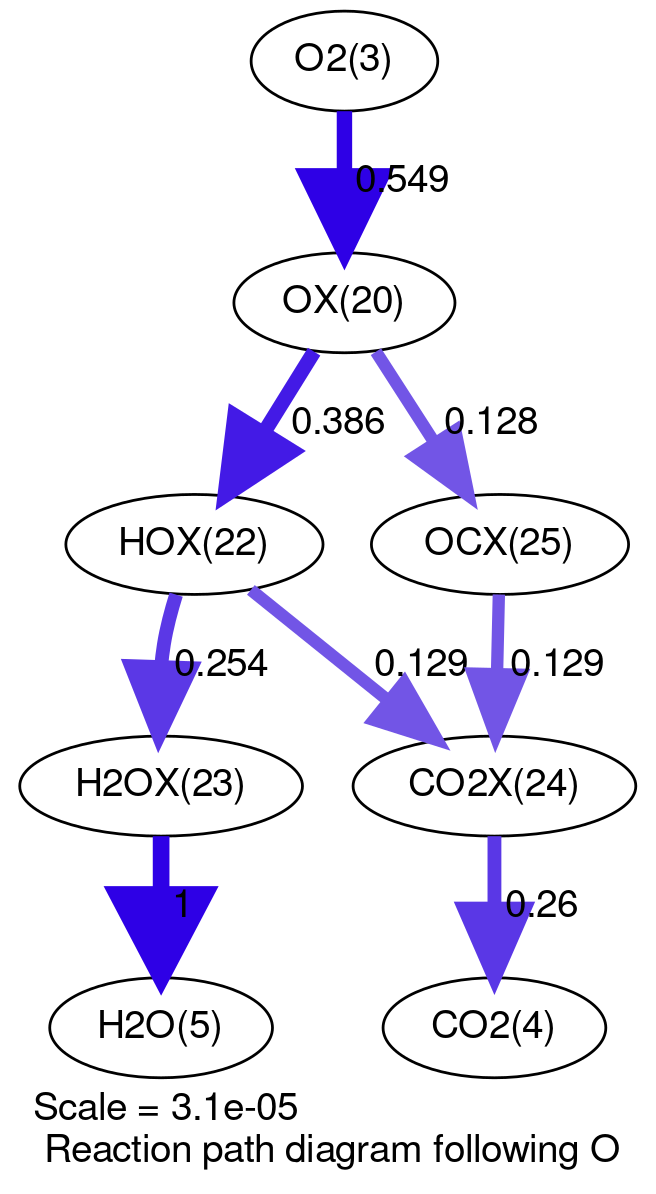 O2(3)
0.549
OX(20)
0.386
0.128
HOX(22)
OCX(25)
0.254
0.129
0.129
H2OX(23)
CO2X(24)
1
0.26
H2O(5)
CO2(4)
Scale = 3.1e-05
Reaction path diagram following O